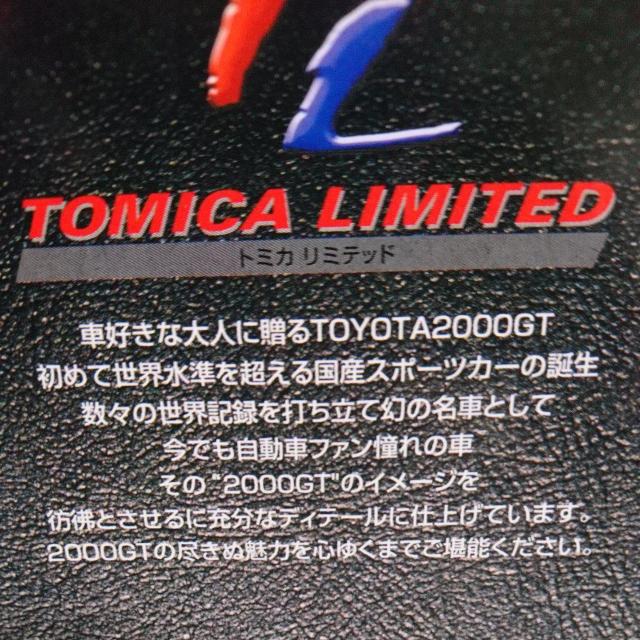 TL
TOMICA LIMITED
トミカ リミテッド
車好きな大人に贈るTOYOTA2000GT
初めて世界水準を超える国産スポーツカーの誕生
数々の世界記録を打ち立て幻の名車として
今でも自動車ファン憧れの車
その"2000GT"のイメージを
彷彿とさせるに充分なディテールに仕上げています。
2000GTの尽きぬ魅力を心ゆくまでご堪能ください。